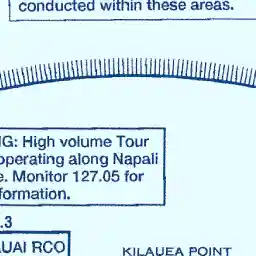 conducted within these areas.
G: High volume Tour
operating along Napali
e. Monitor 127.05 for
formation.
.3
UAI RCO
KILAUEA POINT